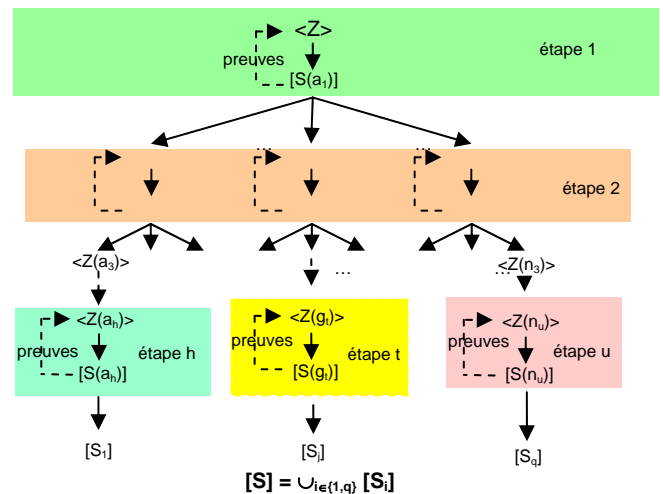 <Z>
étape 1
preuves
[S(a₁)]
... ...
étape 2
<Z(a₃)> ... ... <Z(n₃)>
<Z(aₕ)> <Z(gₜ)> <Z(nᵤ)>
preuves étape h preuves étape t preuves étape u
[S(aₕ)] [S(gₜ)] [S(nᵤ)]
[S₁] [Sⱼ] [S_q]
[S] = ∪i∈{1,q} [Sᵢ]